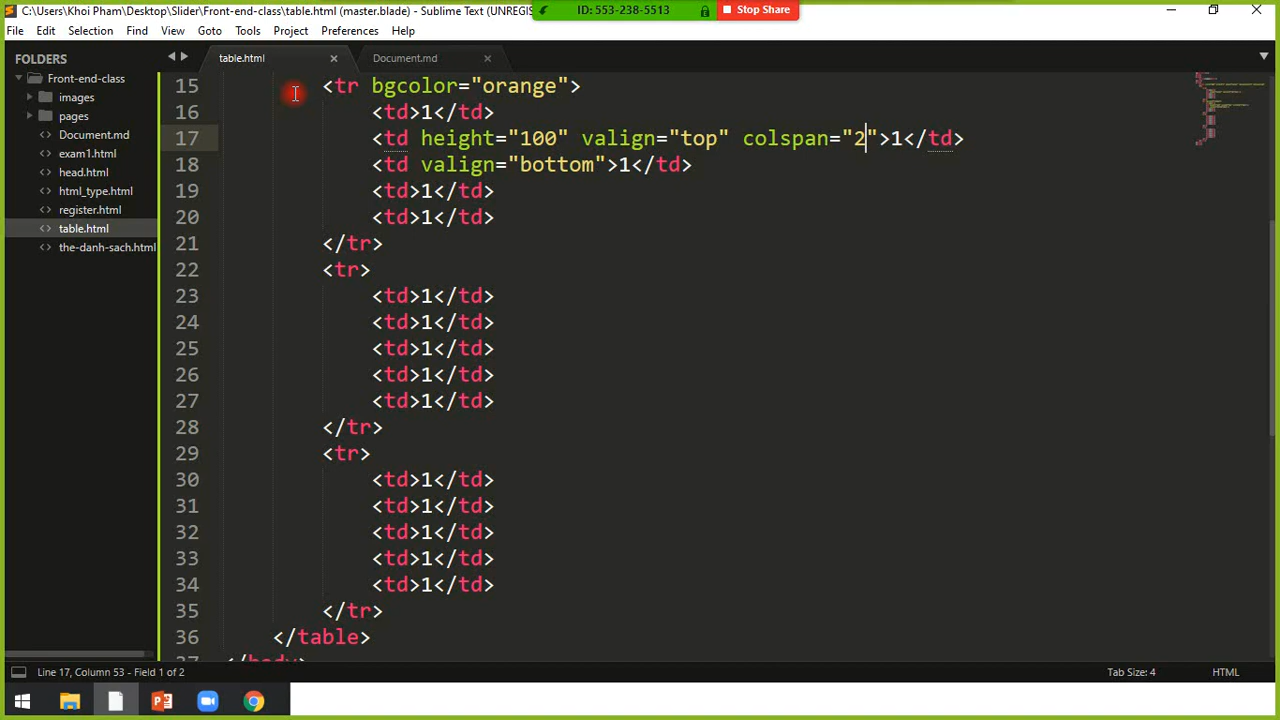 C:\Users\Khoi Pham\Desktop\Slider\Front-end-class\table.html (master.blade) - Sublime Text (UNREGIS
ID: 553-238-5513
Stop Share
File Edit Selection Find View Goto Tools Project Preferences Help
FOLDERS
Front-end-class
images
pages
Document.md
exam1.html
head.html
html_type.html
register.html
table.html
the-danh-sach.html
table.html
Document.md
15 <tr bgcolor="orange">
16 <td>1</td>
17 <td height="100" valign="top" colspan="2">1</td>
18 <td valign="bottom">1</td>
19 <td>1</td>
20 <td>1</td>
21 </tr>
22 <tr>
23 <td>1</td>
24 <td>1</td>
25 <td>1</td>
26 <td>1</td>
27 <td>1</td>
28 </tr>
29 <tr>
30 <td>1</td>
31 <td>1</td>
32 <td>1</td>
33 <td>1</td>
34 <td>1</td>
35 </tr>
36 </table>
37 </body>
Line 17, Column 53 - Field 1 of 2
Tab Size: 4
HTML